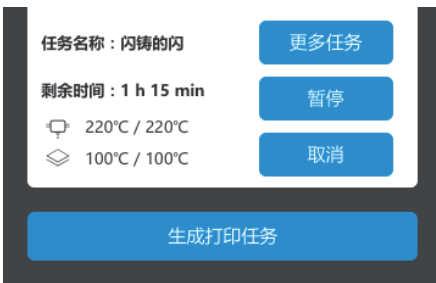 任务名称：闪铸的闪
更多任务
剩余时间：1 h 15 min
暂停
220℃ / 220℃
100℃ / 100℃
取消
生成打印任务